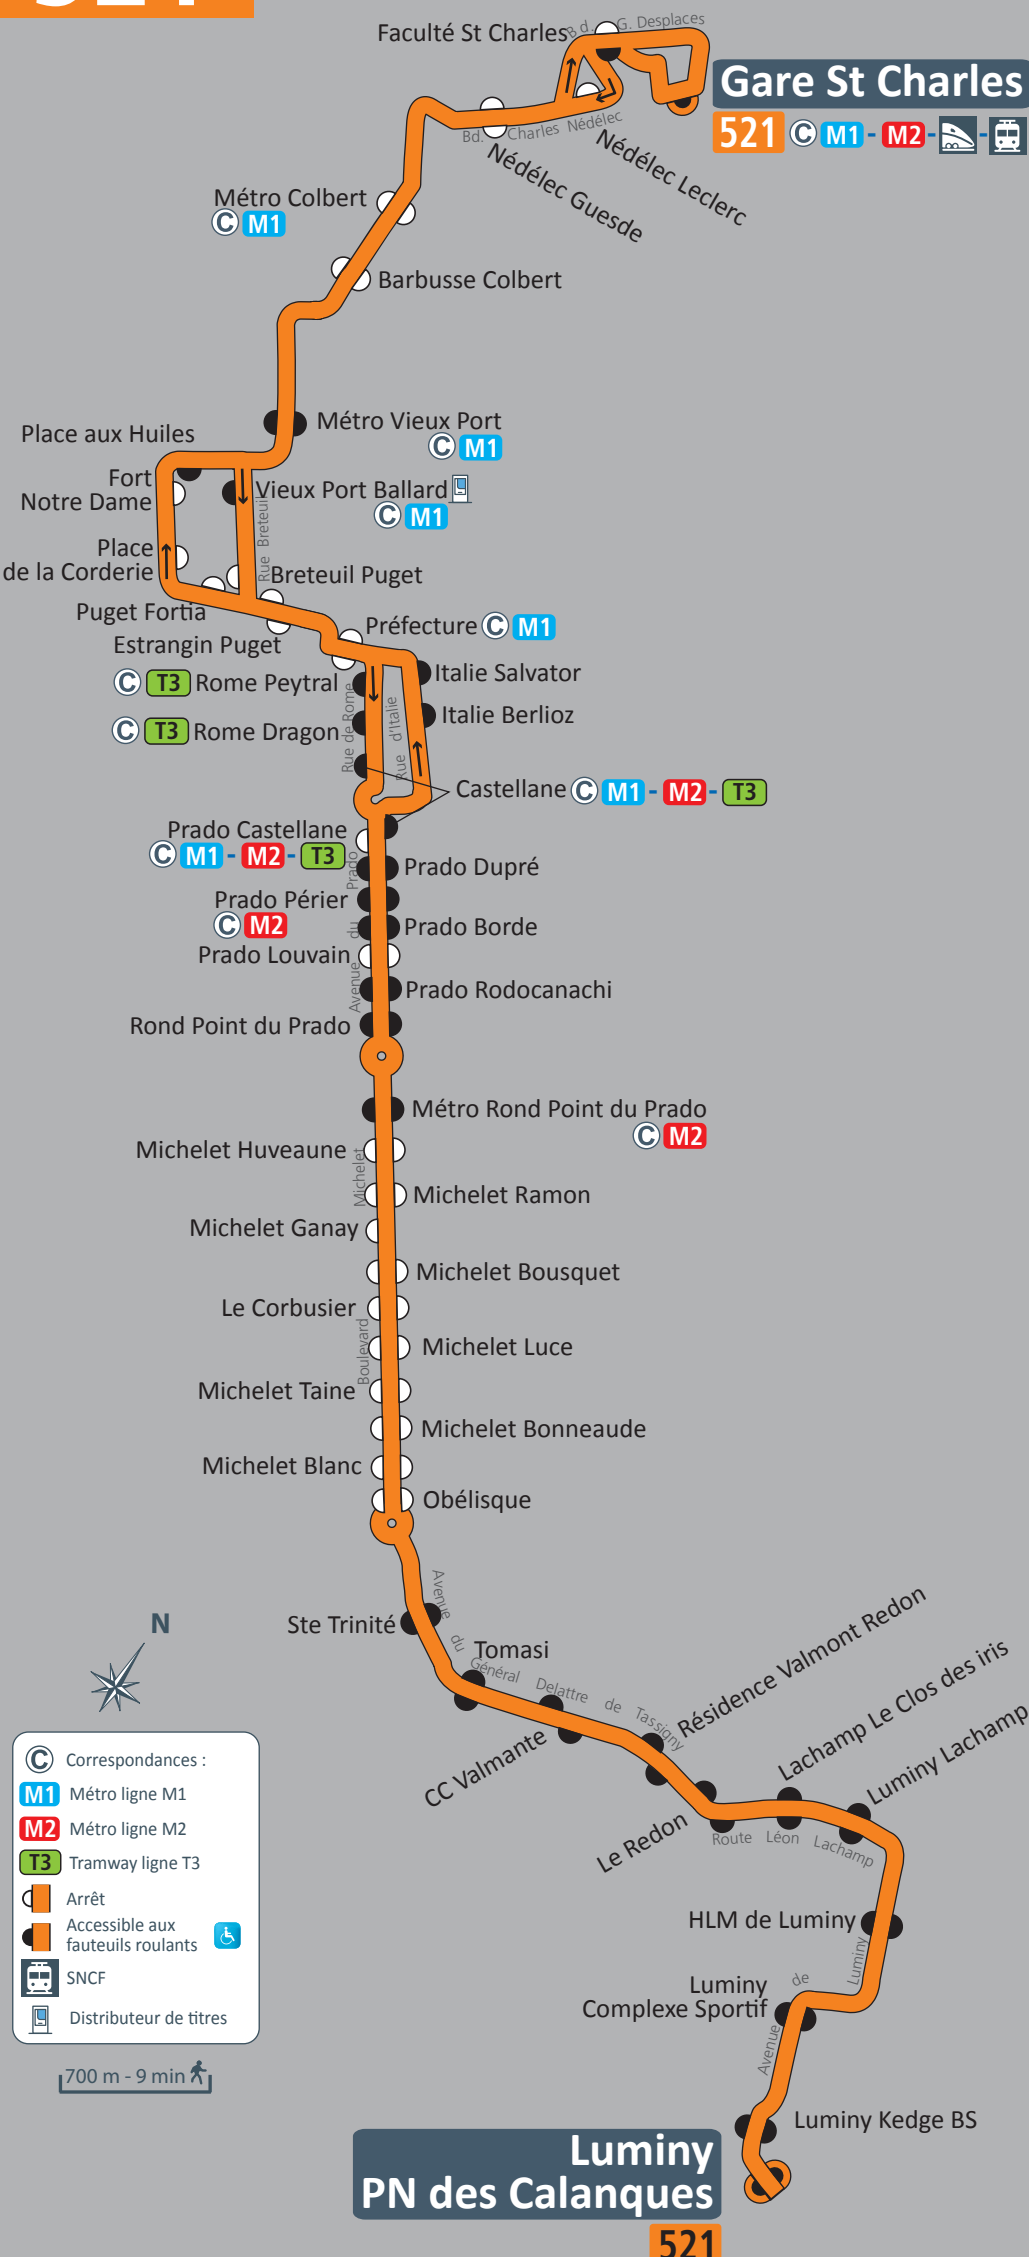 521
Faculté St Charles
Bd. G. Desplaces
Gare St Charles
521 C M1 - M2 -
Bd. Charles Nédélec
Nédélec Guesde
Nédélec Leclerc
Métro Colbert
C M1
Barbusse Colbert
Métro Vieux Port
C M1
Place aux Huiles
Fort
Notre Dame
Vieux Port Ballard
C M1
Rue Breteuil
Place
de la Corderie
Breteuil Puget
Puget Fortia
Estrangin Puget
Préfecture C M1
C T3 Rome Peytral
Italie Salvator
C T3 Rome Dragon
Italie Berlioz
Rue de Rome
Rue d'Italie
Castellane C M1 - M2 - T3
Prado Castellane
C M1 - M2 - T3
Prado Dupré
Prado Périer
C M2
Prado Borde
Prado Louvain
Avenue du Prado
Prado Rodocanachi
Rond Point du Prado
Métro Rond Point du Prado
C M2
Michelet Huveaune
Michelet Ramon
Michelet Ganay
Michelet Bousquet
Le Corbusier
Boulevard Michelet
Michelet Luce
Michelet Taine
Michelet Bonneaude
Michelet Blanc
Obélisque
Ste Trinité
Tomasi
Avenue du Général Delattre de Tassigny
CC Valmante
Résidence Valmont Redon
Le Redon
Lachamp Le Clos des iris
Luminy Lachamp
Route Léon Lachamp
HLM de Luminy
Luminy
Complexe Sportif
Avenue de Luminy
Luminy Kedge BS
Luminy
PN des Calanques
521
N
C Correspondances :
M1 Métro ligne M1
M2 Métro ligne M2
T3 Tramway ligne T3
Arrêt
Accessible aux
fauteuils roulants
SNCF
Distributeur de titres
700 m - 9 min